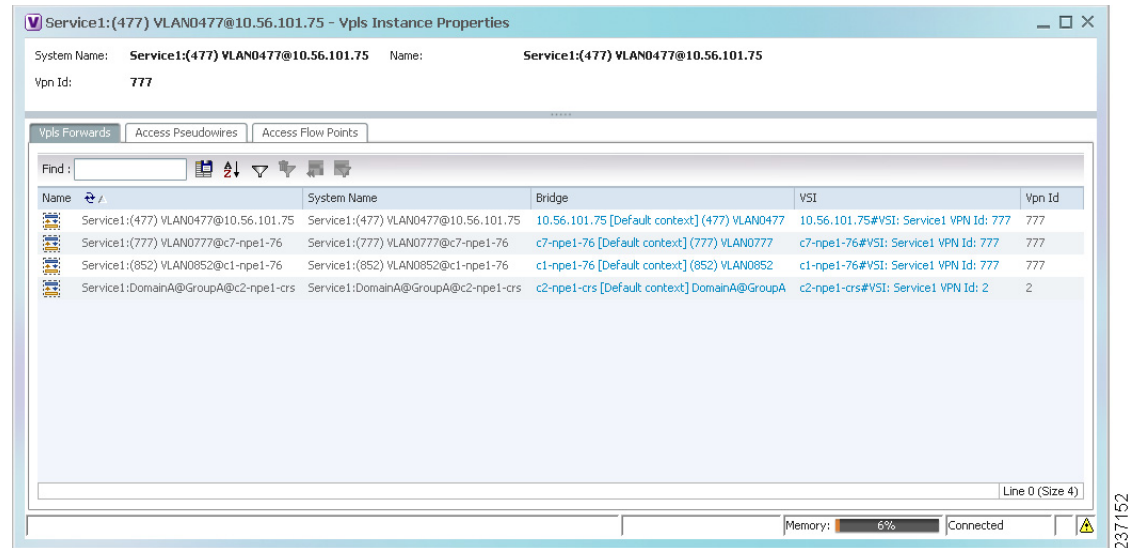 Service1:(477) VLAN0477@10.56.101.75 - Vpls Instance Properties
System Name: Service1:(477) VLAN0477@10.56.101.75 Name: Service1:(477) VLAN0477@10.56.101.75
Vpn Id: 777
Vpls Forwards Access Pseudowires Access Flow Points
Find :
Name System Name Bridge VSI Vpn Id
Service1:(477) VLAN0477@10.56.101.75 Service1:(477) VLAN0477@10.56.101.75 10.56.101.75 [Default context] (477) VLAN0477 10.56.101.75#VSI: Service1 VPN Id: 777 777
Service1:(777) VLAN0777@c7-npe1-76 Service1:(777) VLAN0777@c7-npe1-76 c7-npe1-76 [Default context] (777) VLAN0777 c7-npe1-76#VSI: Service1 VPN Id: 777 777
Service1:(852) VLAN0852@c1-npe1-76 Service1:(852) VLAN0852@c1-npe1-76 c1-npe1-76 [Default context] (852) VLAN0852 c1-npe1-76#VSI: Service1 VPN Id: 777 777
Service1:DomainA@GroupA@c2-npe1-crs Service1:DomainA@GroupA@c2-npe1-crs c2-npe1-crs [Default context] DomainA@GroupA c2-npe1-crs#VSI: Service1 VPN Id: 2 2
Line 0 (Size 4)
Memory: 6% Connected
237152